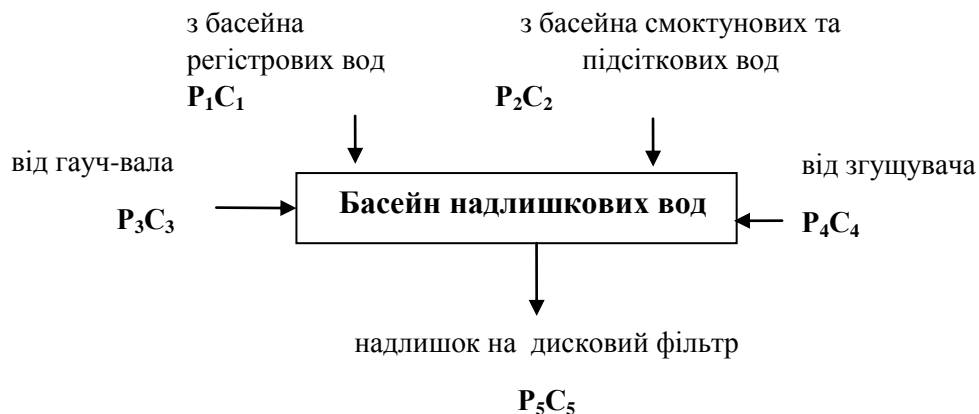 з басейна
регістрових вод
P₁C₁
з басейна смоктунових та
підсіткових вод
P₂C₂
від гауч-вала
P₃C₃
Басейн надлишкових вод
від згущувача
P₄C₄
надлишок на дисковий фільтр
P₅C₅